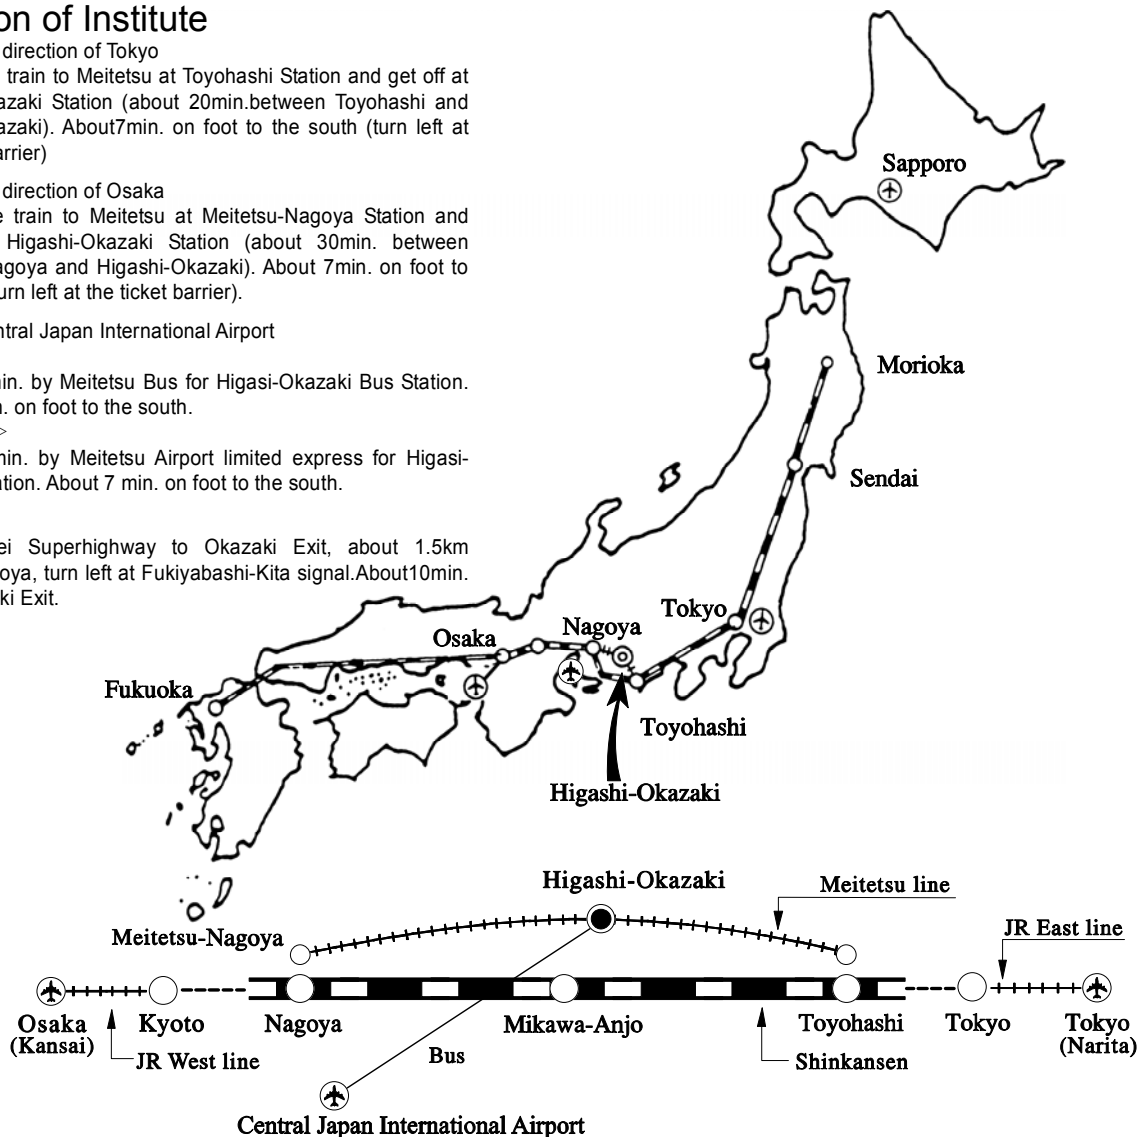 on of Institute
direction of Tokyo
train to Meitetsu at Toyohashi Station and get off at
azaki Station (about 20min.between Toyohashi and
azaki). About7min. on foot to the south (turn left at
arrier)
direction of Osaka
e train to Meitetsu at Meitetsu-Nagoya Station and
Higashi-Okazaki Station (about 30min. between
agoya and Higashi-Okazaki). About 7min. on foot to
urn left at the ticket barrier).
ntral Japan International Airport
in. by Meitetsu Bus for Higasi-Okazaki Bus Station.
. on foot to the south.
>
min. by Meitetsu Airport limited express for Higasi-
ation. About 7 min. on foot to the south.
ei Superhighway to Okazaki Exit, about 1.5km
oya, turn left at Fukiyabashi-Kita signal.About10min.
ki Exit.
Sapporo
Morioka
Sendai
Tokyo
Nagoya
Osaka
Fukuoka
Toyohashi
Higashi-Okazaki
Higashi-Okazaki
Meitetsu line
JR East line
Meitetsu-Nagoya
Osaka
(Kansai)
Kyoto
Nagoya
Mikawa-Anjo
Toyohashi
Tokyo
Tokyo
(Narita)
JR West line
Bus
Shinkansen
Central Japan International Airport